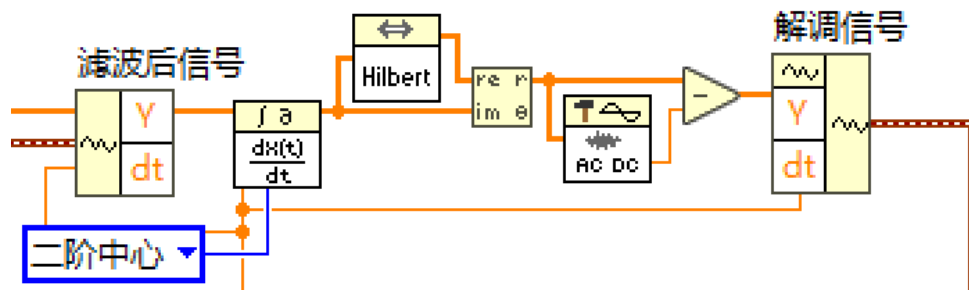 解调信号
滤波后信号
Hilbert
Y
∫ ∂
dx(t)
dt
dt
re r
im θ
AC DC
−
Y
dt
二阶中心